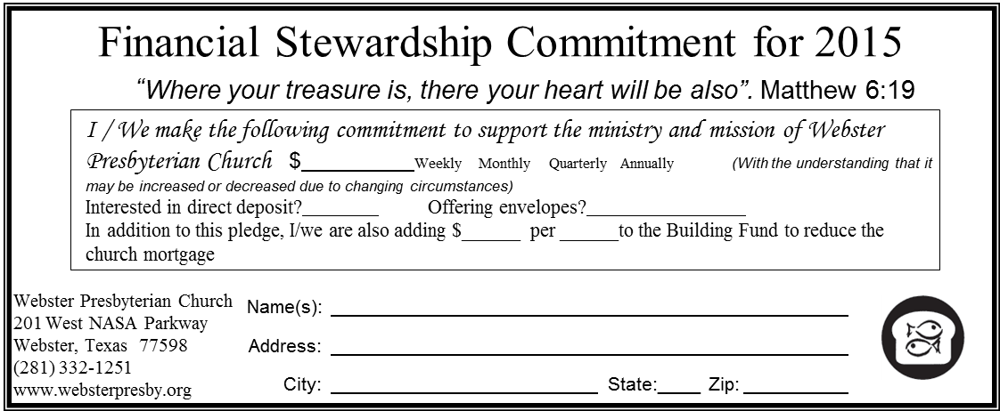 Financial Stewardship Commitment for 2015
“Where your treasure is, there your heart will be also”. Matthew 6:19
I / We make the following commitment to support the ministry and mission of Webster
Presbyterian Church $___________Weekly Monthly Quarterly Annually (With the understanding that it
may be increased or decreased due to changing circumstances)
Interested in direct deposit?________ Offering envelopes?_________________
In addition to this pledge, I/we are also adding $______ per ______to the Building Fund to reduce the
church mortgage
Webster Presbyterian Church
201 West NASA Parkway
Webster, Texas 77598
(281) 332-1251
www.websterpresby.org
Name(s): ______________________________
Address: ______________________________
City: ________________ State:____ Zip: ________